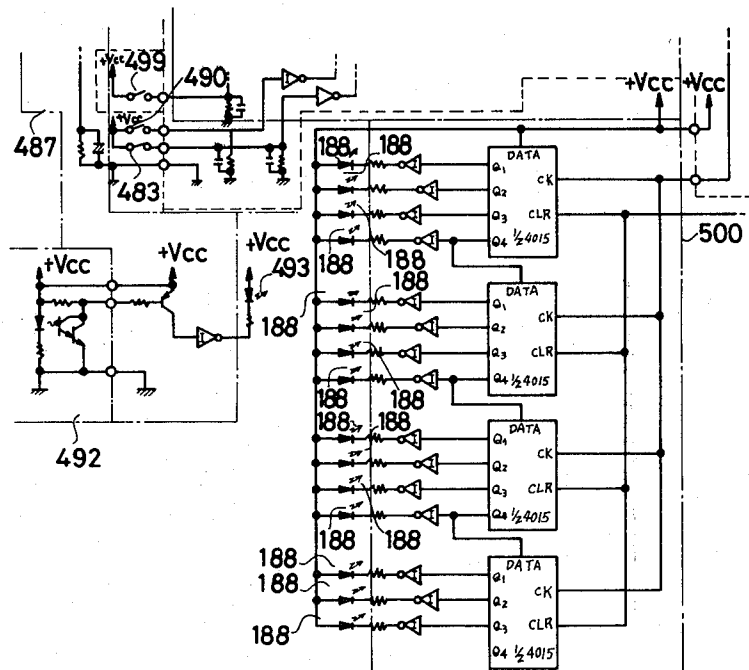 +Vcc 499
490
+Vcc
487
483
+Vcc +Vcc
188 188
DATA
Q1
Q2 CK
Q3 CLR
Q4 1/2 4015
188 188
500
+Vcc +Vcc +Vcc
493
188
188
DATA
Q1
Q2 CK
Q3 CLR
Q4 1/2 4015
188 188
492
188 188
DATA
Q1
Q2 CK
Q3 CLR
Q4 1/2 4015
188 188
188
188
188
DATA
Q1
Q2 CK
Q3 CLR
Q4 1/2 4015